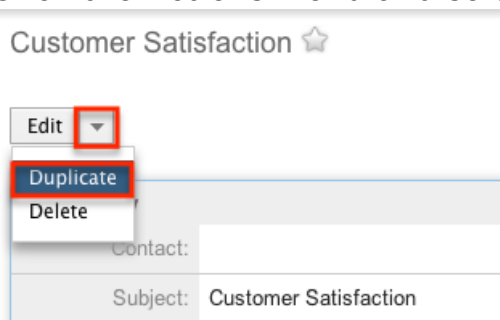 Customer Satisfaction
Edit
Duplicate
Delete
Contact:
Subject: Customer Satisfaction